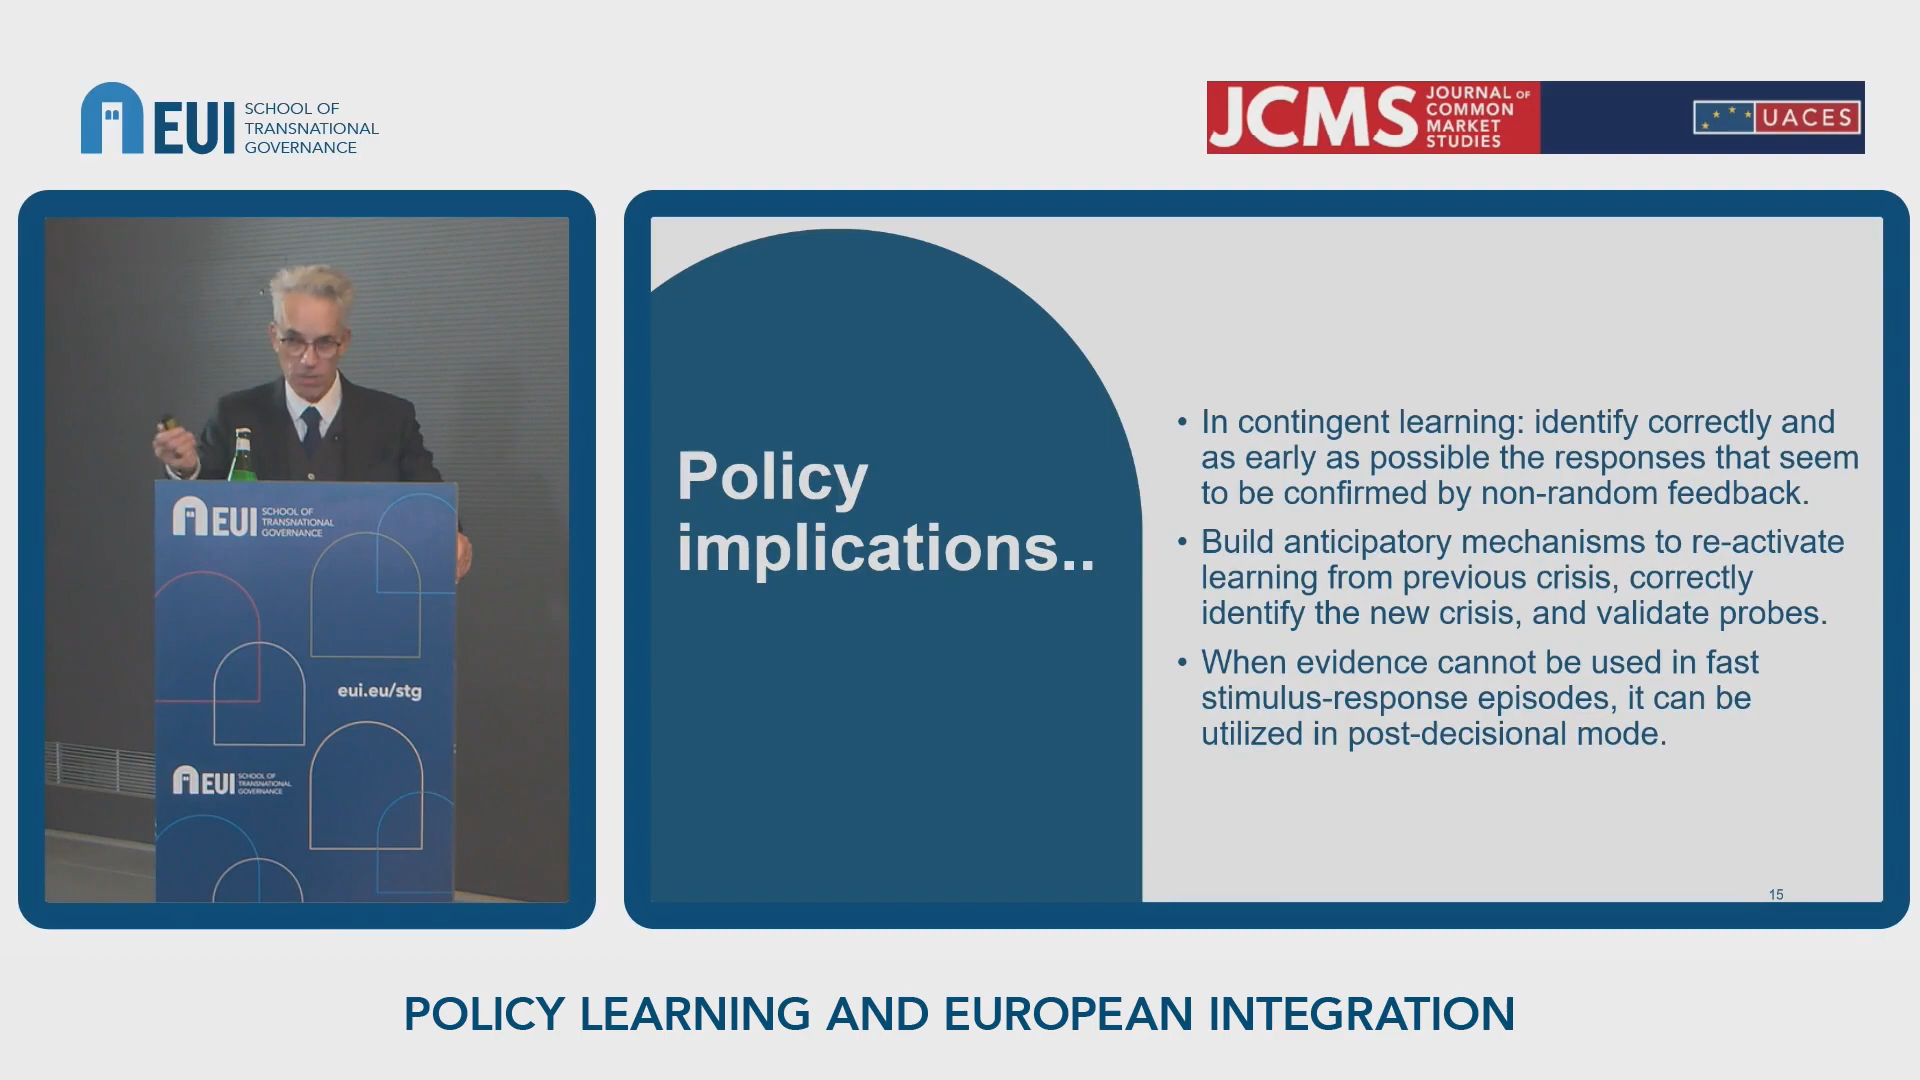 EUI
SCHOOL OF
TRANSNATIONAL
GOVERNANCE
JCMS
JOURNAL OF
COMMON
MARKET
STUDIES
UACES
EUI
SCHOOL OF
TRANSNATIONAL
GOVERNANCE
eui.eu/stg
EUI
SCHOOL OF
TRANSNATIONAL
GOVERNANCE
Policy
implications..
• In contingent learning: identify correctly and
as early as possible the responses that seem
to be confirmed by non-random feedback.
• Build anticipatory mechanisms to re-activate
learning from previous crisis, correctly
identify the new crisis, and validate probes.
• When evidence cannot be used in fast
stimulus-response episodes, it can be
utilized in post-decisional mode.
15
POLICY LEARNING AND EUROPEAN INTEGRATION